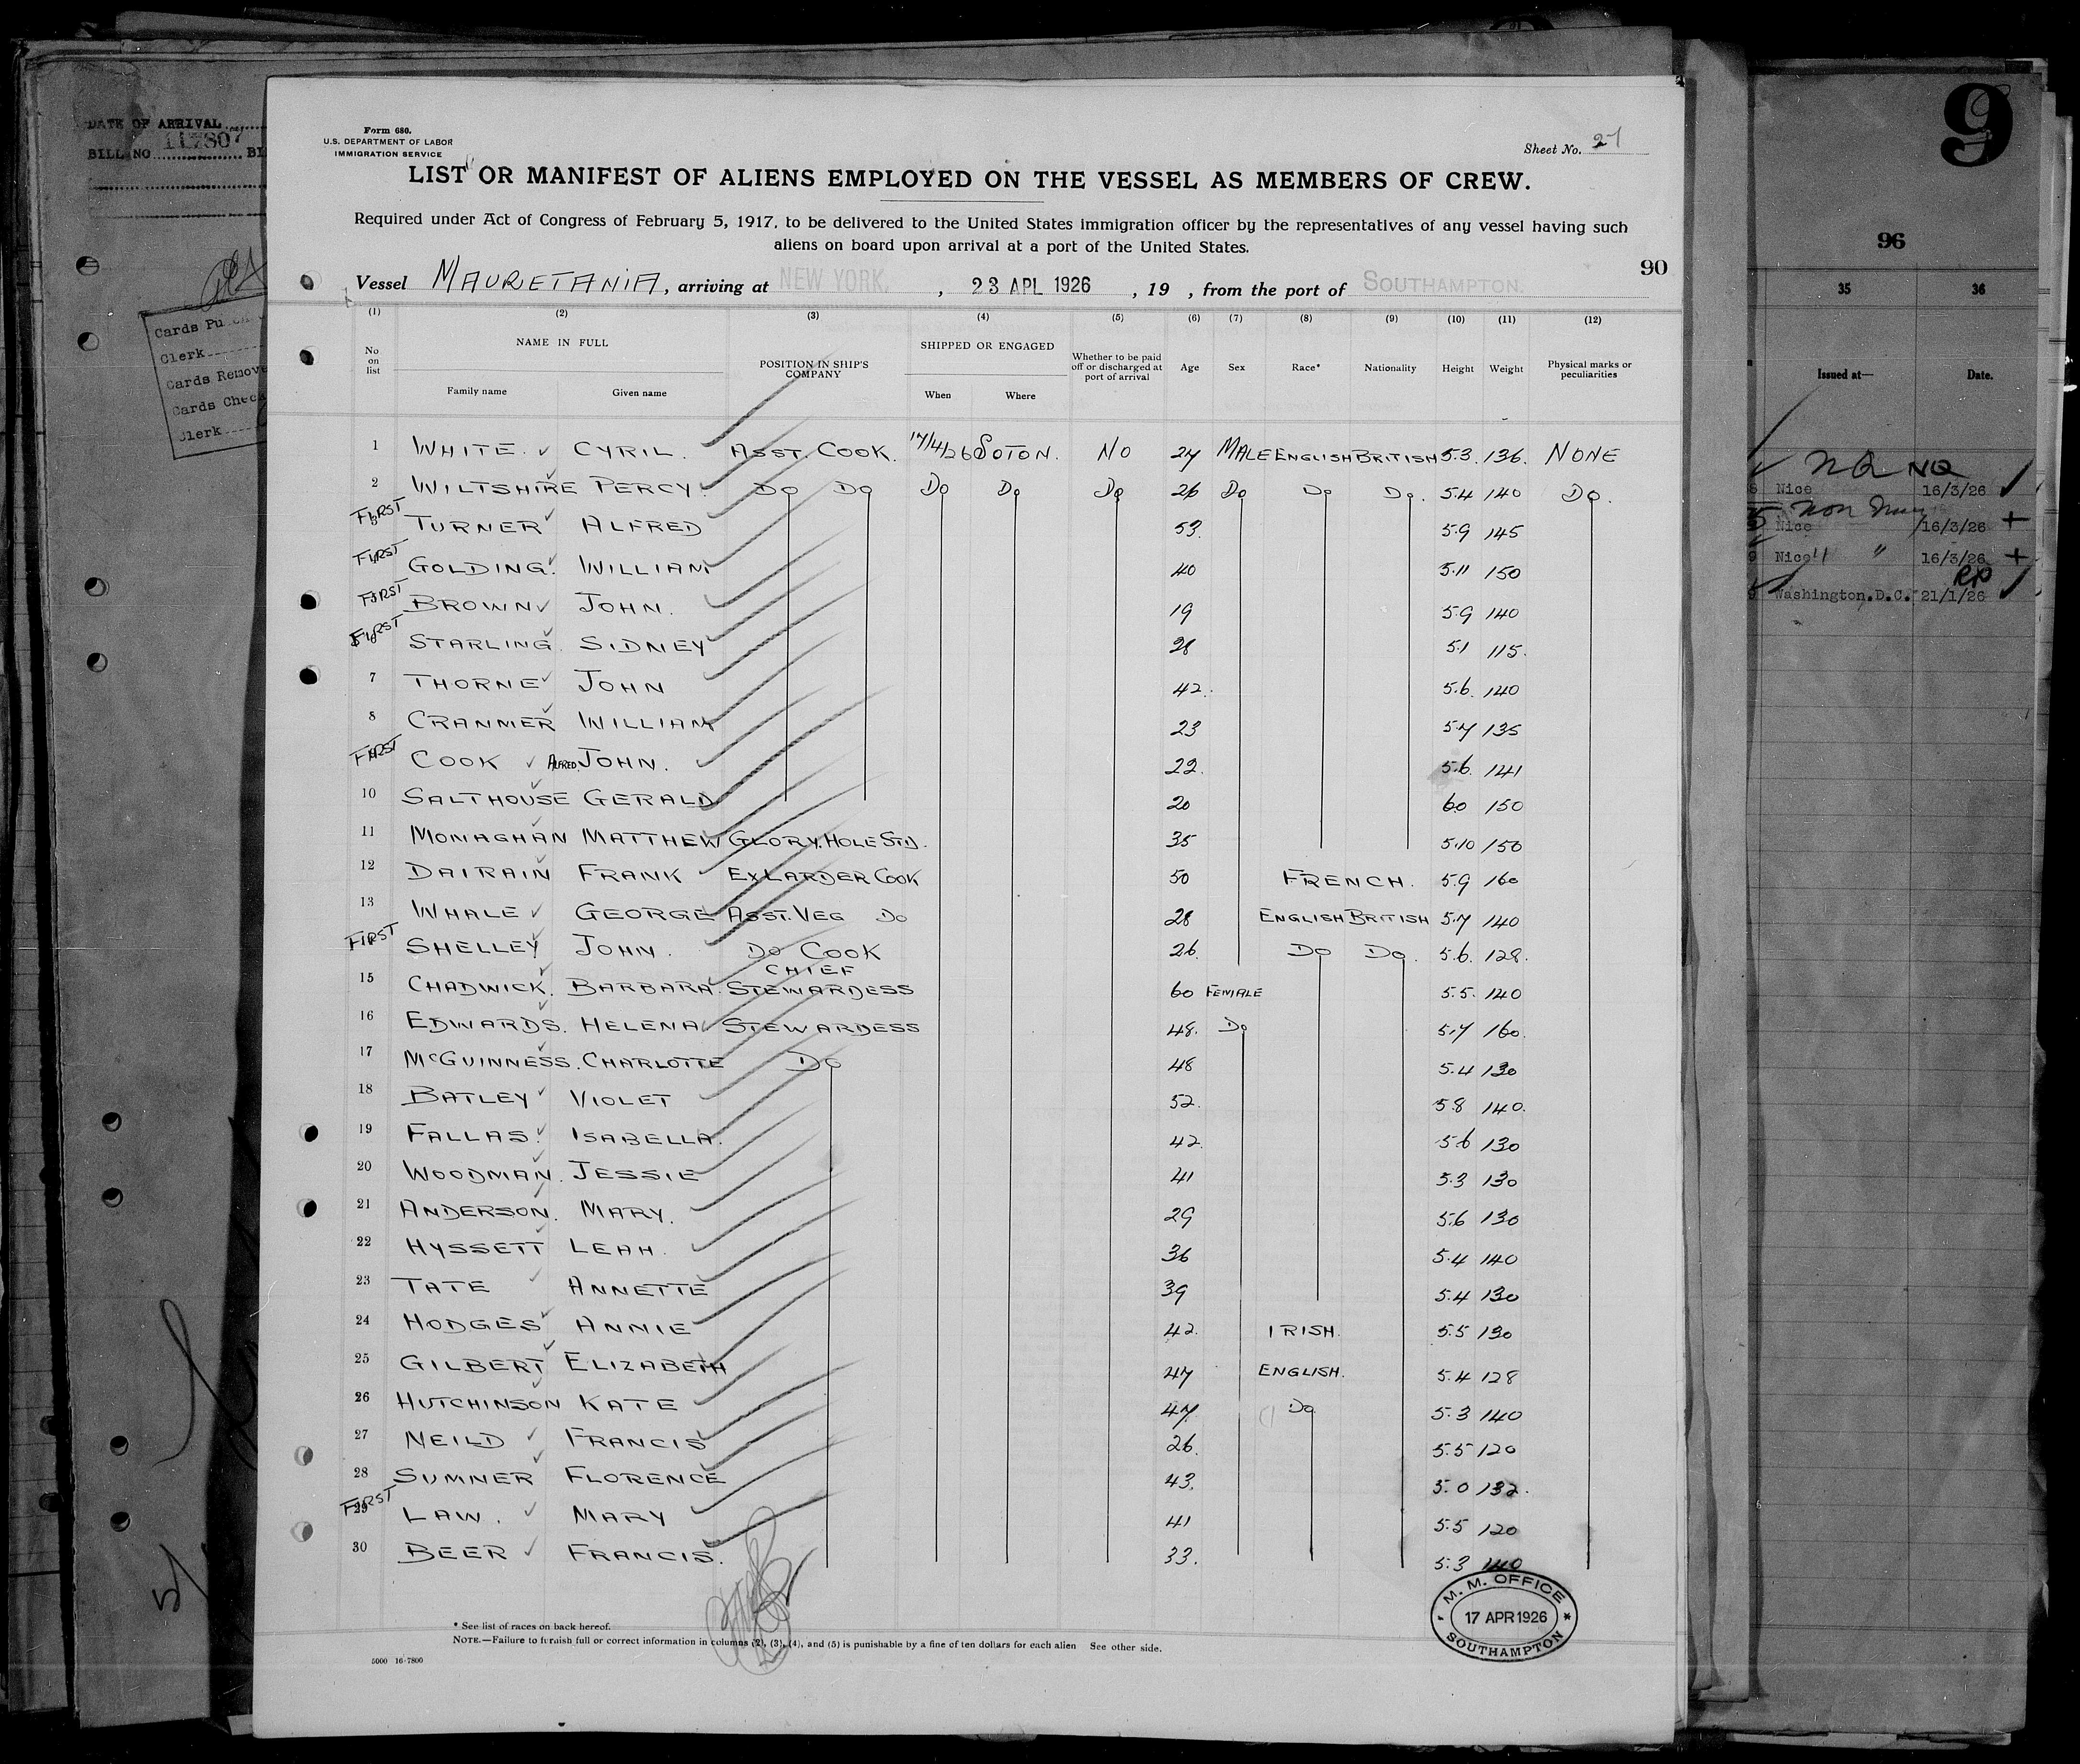 DATE OF ARRIVAL
BILL NO 117807
Cards Pu
Clerk
Cards Remove
Cards Chec
Clerk
9
96
35 36
Issued at— Date.
NO
Nice 16/3/26
Nice 16/3/26
Nice " " 16/3/26
Washington, D.C. 21/1/26
Form 680.
U.S. DEPARTMENT OF LABOR
IMMIGRATION SERVICE
Sheet No. 27
LIST OR MANIFEST OF ALIENS EMPLOYED ON THE VESSEL AS MEMBERS OF CREW.
Required under Act of Congress of February 5, 1917, to be delivered to the United States immigration officer by the representatives of any vessel having such
aliens on board upon arrival at a port of the United States.
90
Vessel MAURETANIA, arriving at NEW YORK, , 23 APL 1926 , 19 , from the port of SOUTHAMPTON.
(1) (2) (3) (4) (5) (6) (7) (8) (9) (10) (11) (12)
No on list NAME IN FULL Family name Given name POSITION IN SHIP'S COMPANY SHIPPED OR ENGAGED When Where Whether to be paid off or discharged at port of arrival Age Sex Race* Nationality Height Weight Physical marks or peculiarities
1 WHITE. CYRIL. ASST. COOK. 17/4/26 SOTON. NO 24 MALE ENGLISH BRITISH 5.3. 136. NONE
2 WILTSHIRE PERCY. DO DO DO DO DO 26 DO DO DO. 5.4 140 DO.
FIRST TURNER ALFRED 53. 5.9 145
FIRST GOLDING. WILLIAM 40 5.11 150
FIRST BROWN JOHN. 19 5.9 140
FIRST STARLING. SIDNEY 28 5.1 115.
7 THORNE JOHN 42. 5.6. 140
8 CRANMER WILLIAM 23 5.7 135
FIRST COOK ALFRED JOHN. 22. 5.6. 141
10 SALTHOUSE GERALD 20 6.0 150
11 MONAGHAN MATTHEW GLORY. HOLE STD. 35 5.10 150
12 DAIRAIN FRANK EX LARDER COOK 50 FRENCH. 5.9 160
13 WHALE GEORGE ASST. VEG DO 28 ENGLISH BRITISH 5.7 140
FIRST SHELLEY JOHN. DO COOK 26. DO DO. 5.6. 128.
15 CHADWICK. BARBARA. CHIEF STEWARDESS 60 FEMALE 5.5. 140
16 EDWARDS. HELENA STEWARDESS 48. DO 5.7 160.
17 McGUINNESS. CHARLOTTE DO 48 5.4 130
18 BATLEY VIOLET 52. 5.8 140.
19 FALLAS. ISABELLA. 42. 5.6 130
20 WOODMAN. JESSIE 41 5.3 130
21 ANDERSON. MARY. 29 5.6 130
22 HYSSETT LEAH. 36 5.4 140
23 TATE ANNETTE 39 5.4 130
24 HODGES ANNIE 42. IRISH. 5.5 130
25 GILBERT ELIZABETH 47 ENGLISH. 5.4 128
26 HUTCHINSON KATE 47. DO 5.3 140
27 NEILD FRANCIS 26. 5.5 120
28 SUMNER FLORENCE 43. 5.0 132.
FIRST 29 LAW. MARY 41 5.5 120
30 BEER FRANCIS. 33. 5.3 140
M. M. OFFICE
17 APR 1926
SOUTHAMPTON
* See list of races on back hereof.
NOTE.—Failure to furnish full or correct information in columns (2), (3), (4), and (5) is punishable by a fine of ten dollars for each alien See other side.
5000 16-7800